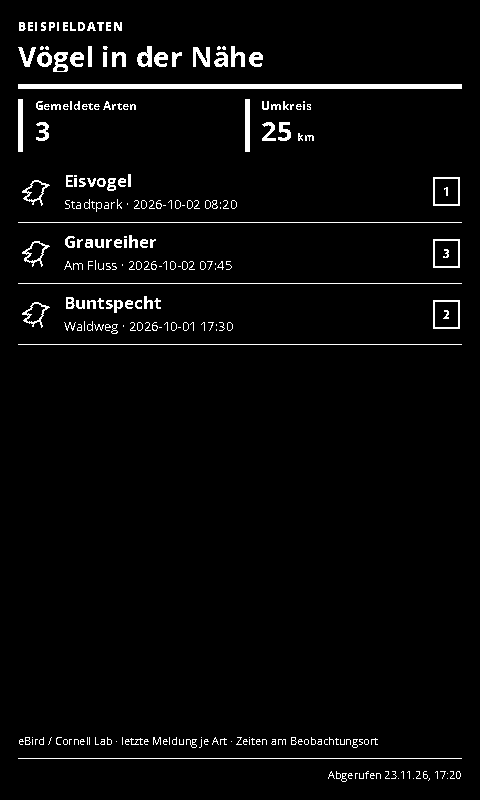 BEISPIELDATEN
Vögel in der Nähe
Gemeldete Arten
3
Umkreis
25 km
Eisvogel
Stadtpark · 2026-10-02 08:20
1
Graureiher
Am Fluss · 2026-10-02 07:45
3
Buntspecht
Waldweg · 2026-10-01 17:30
2
eBird / Cornell Lab · letzte Meldung je Art · Zeiten am Beobachtungsort
Abgerufen 23.11.26, 17:20